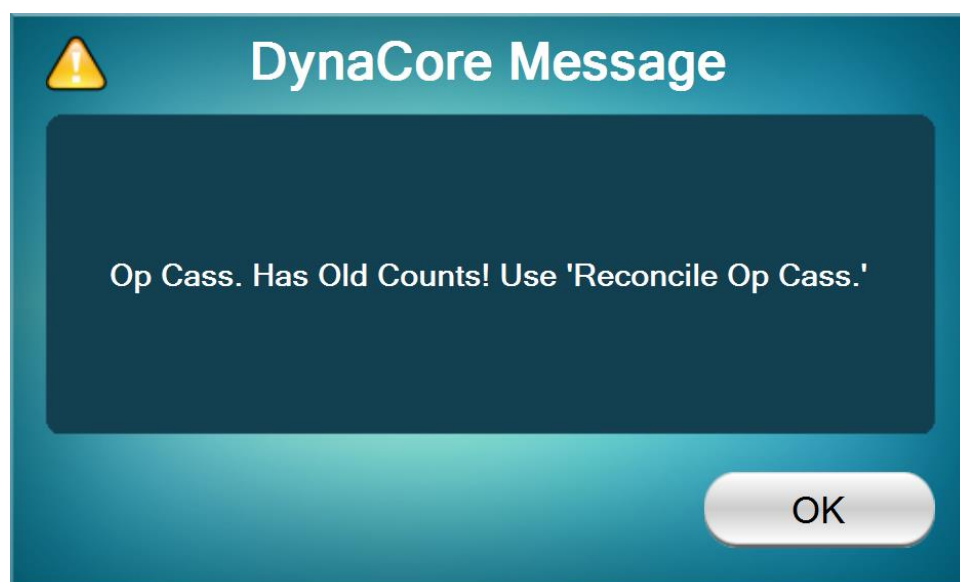 DynaCore Message
Op Cass. Has Old Counts! Use 'Reconcile Op Cass.'
OK